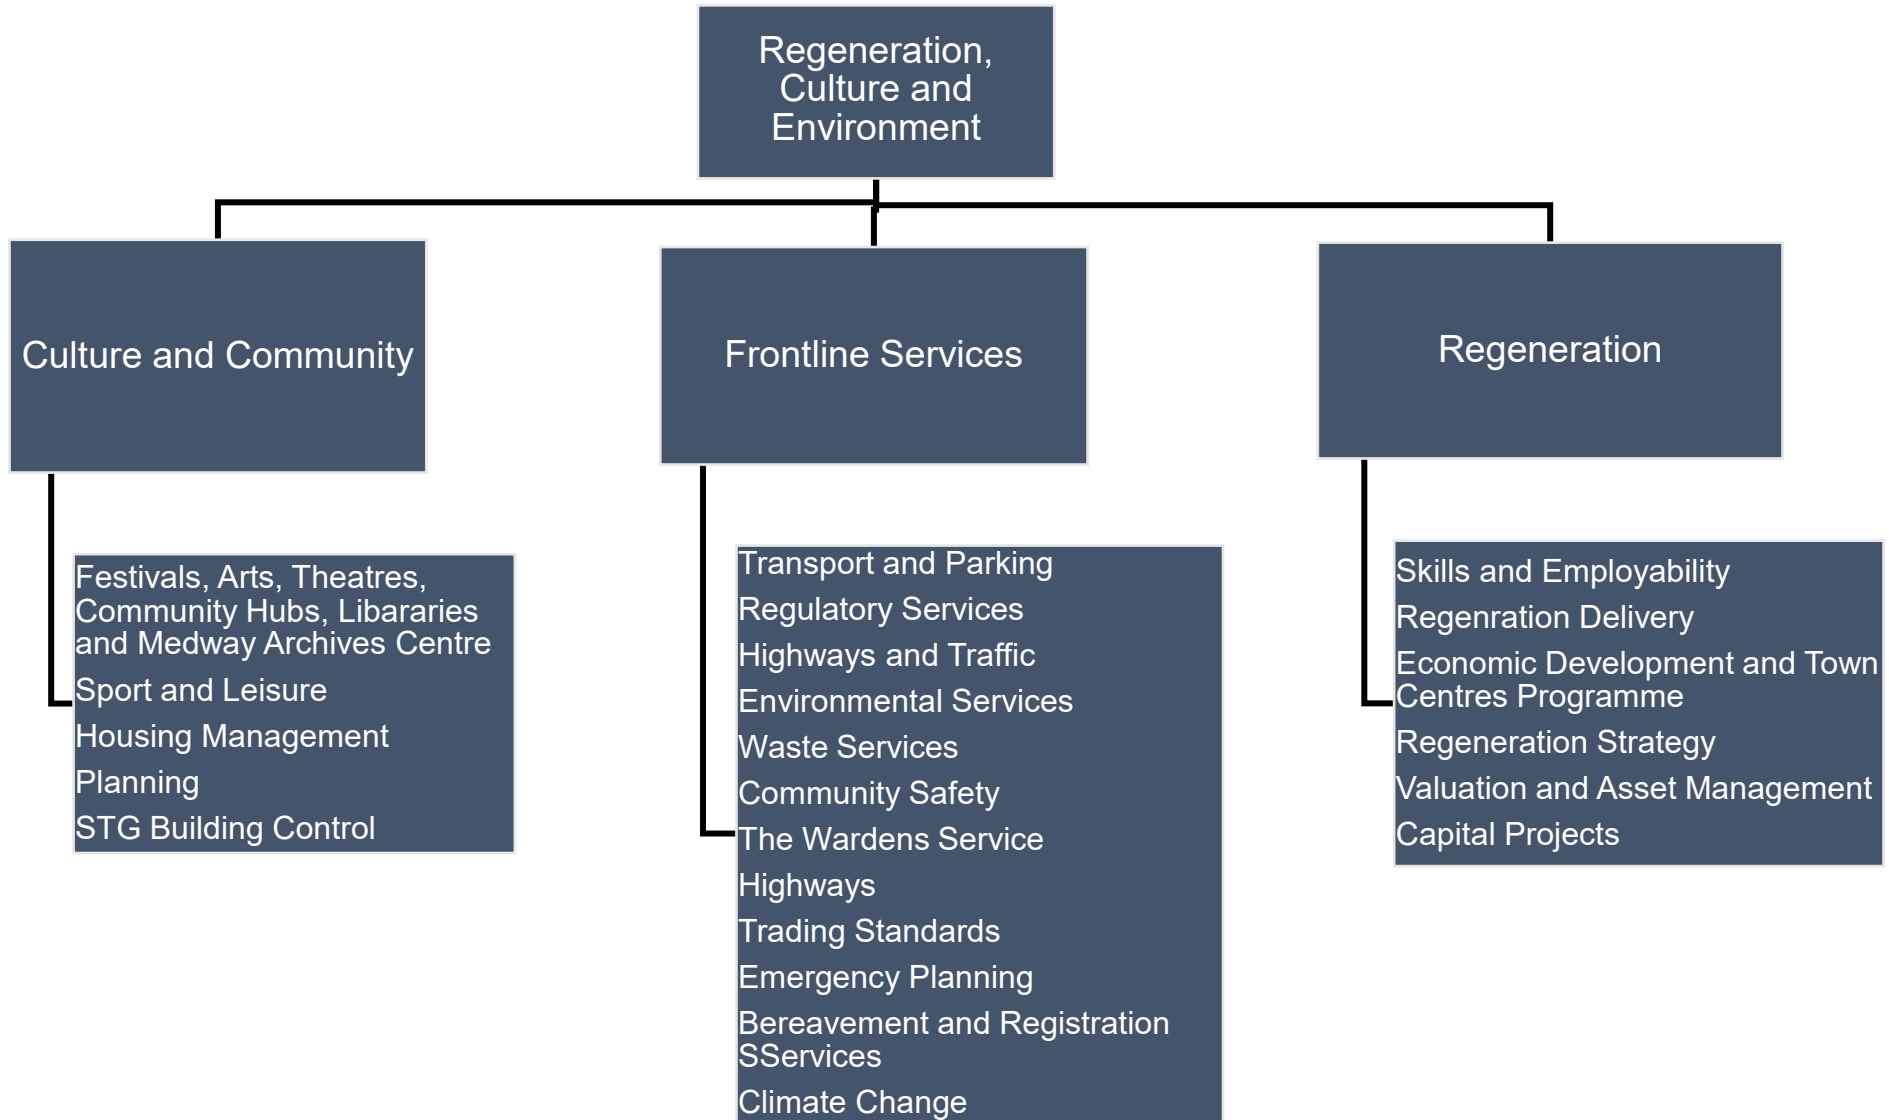 Regeneration,
Culture and
Environment
Culture and Community
Frontline Services
Regeneration
Festivals, Arts, Theatres,
Community Hubs, Libararies
and Medway Archives Centre
Sport and Leisure
Housing Management
Planning
STG Building Control
Transport and Parking
Regulatory Services
Highways and Traffic
Environmental Services
Waste Services
Community Safety
The Wardens Service
Highways
Trading Standards
Emergency Planning
Bereavement and Registration
SServices
Climate Change
Skills and Employability
Regenration Delivery
Economic Development and Town
Centres Programme
Regeneration Strategy
Valuation and Asset Management
Capital Projects